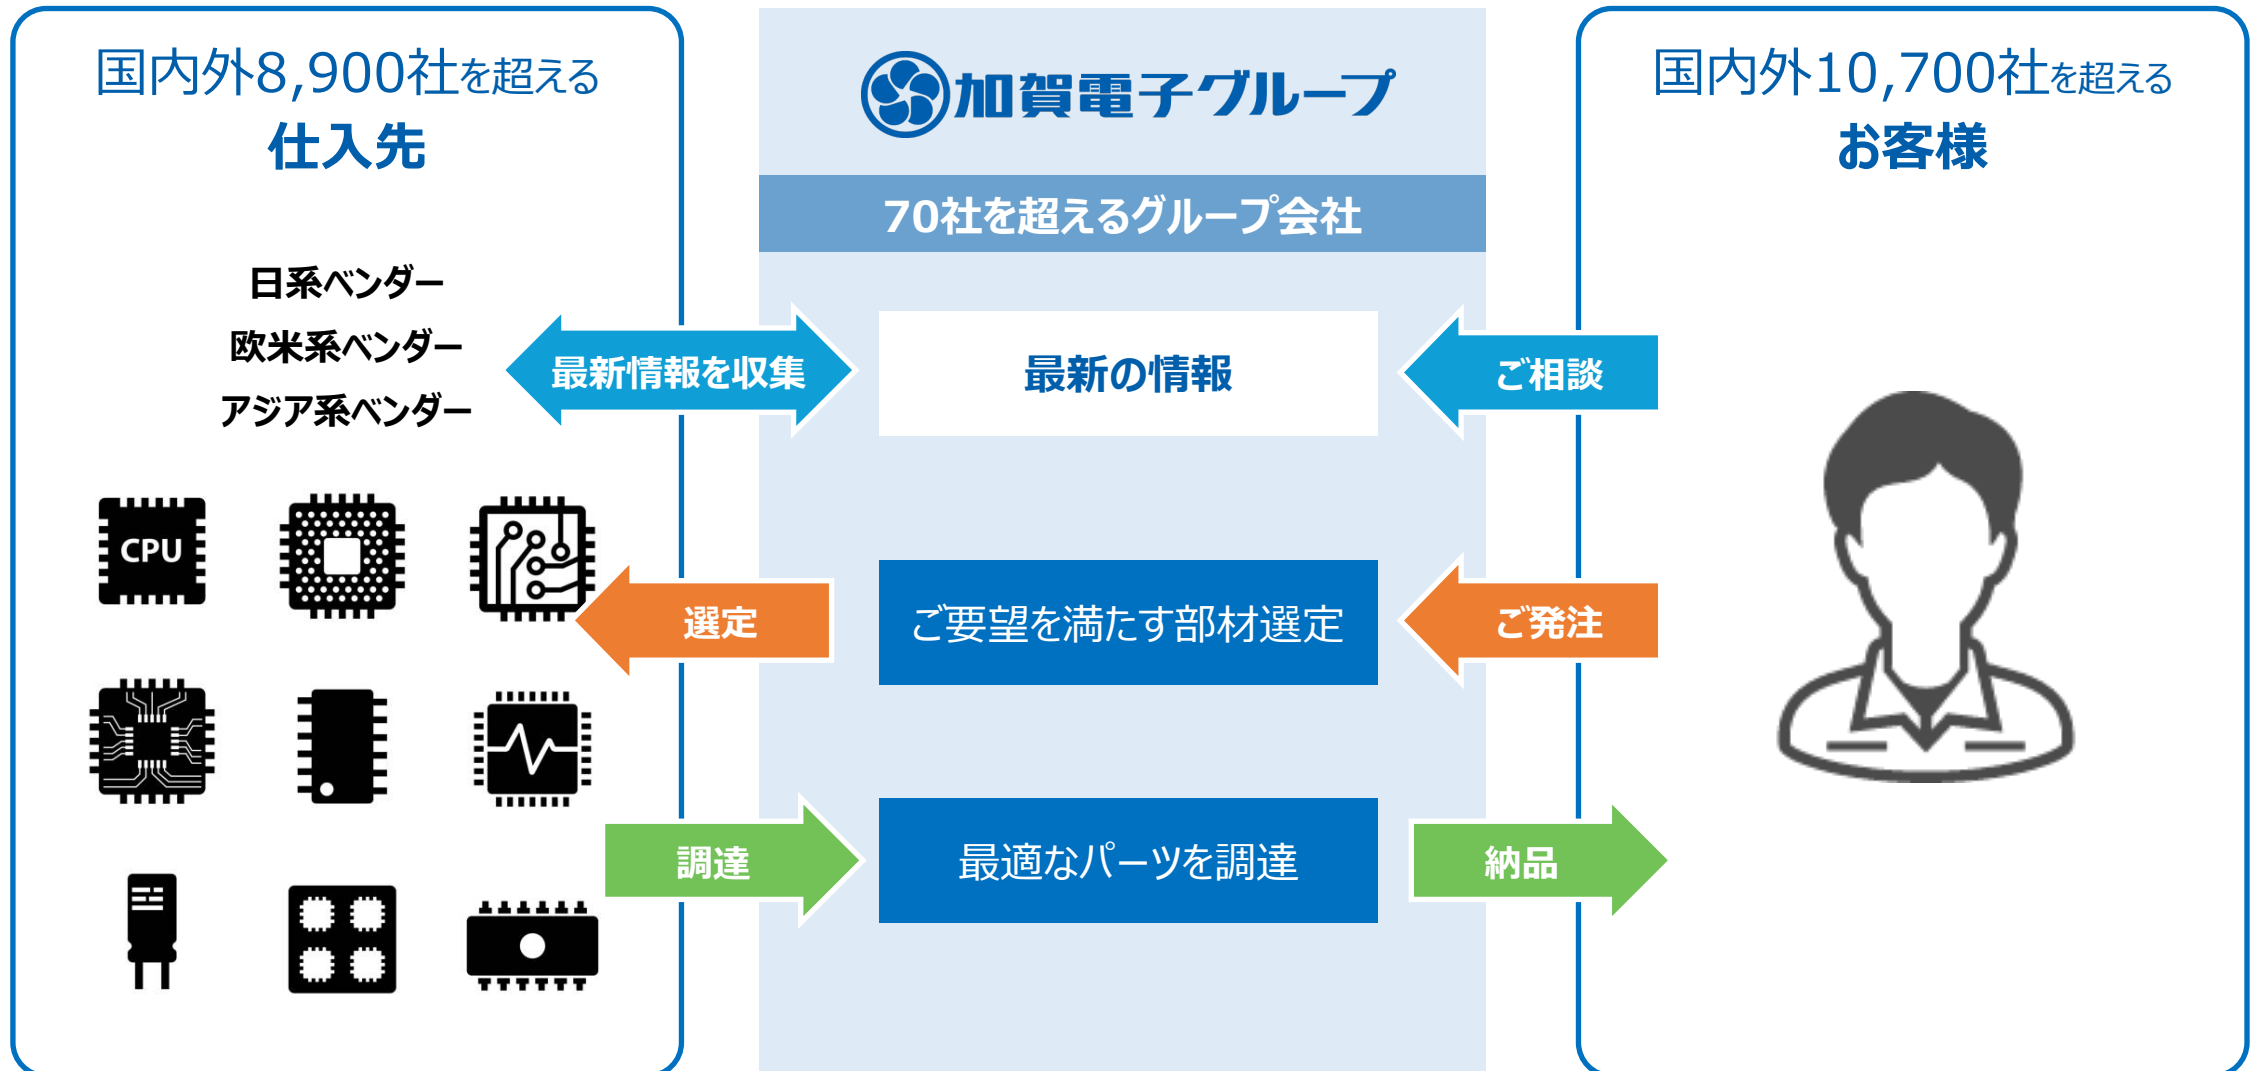 国内外8,900社を超える
仕入先
日系ベンダー
欧米系ベンダー
アジア系ベンダー
CPU
加賀電子グループ
70社を超えるグループ会社
最新情報を収集
最新の情報
ご相談
選定
ご要望を満たす部材選定
ご発注
調達
最適なパーツを調達
納品
国内外10,700社を超える
お客様